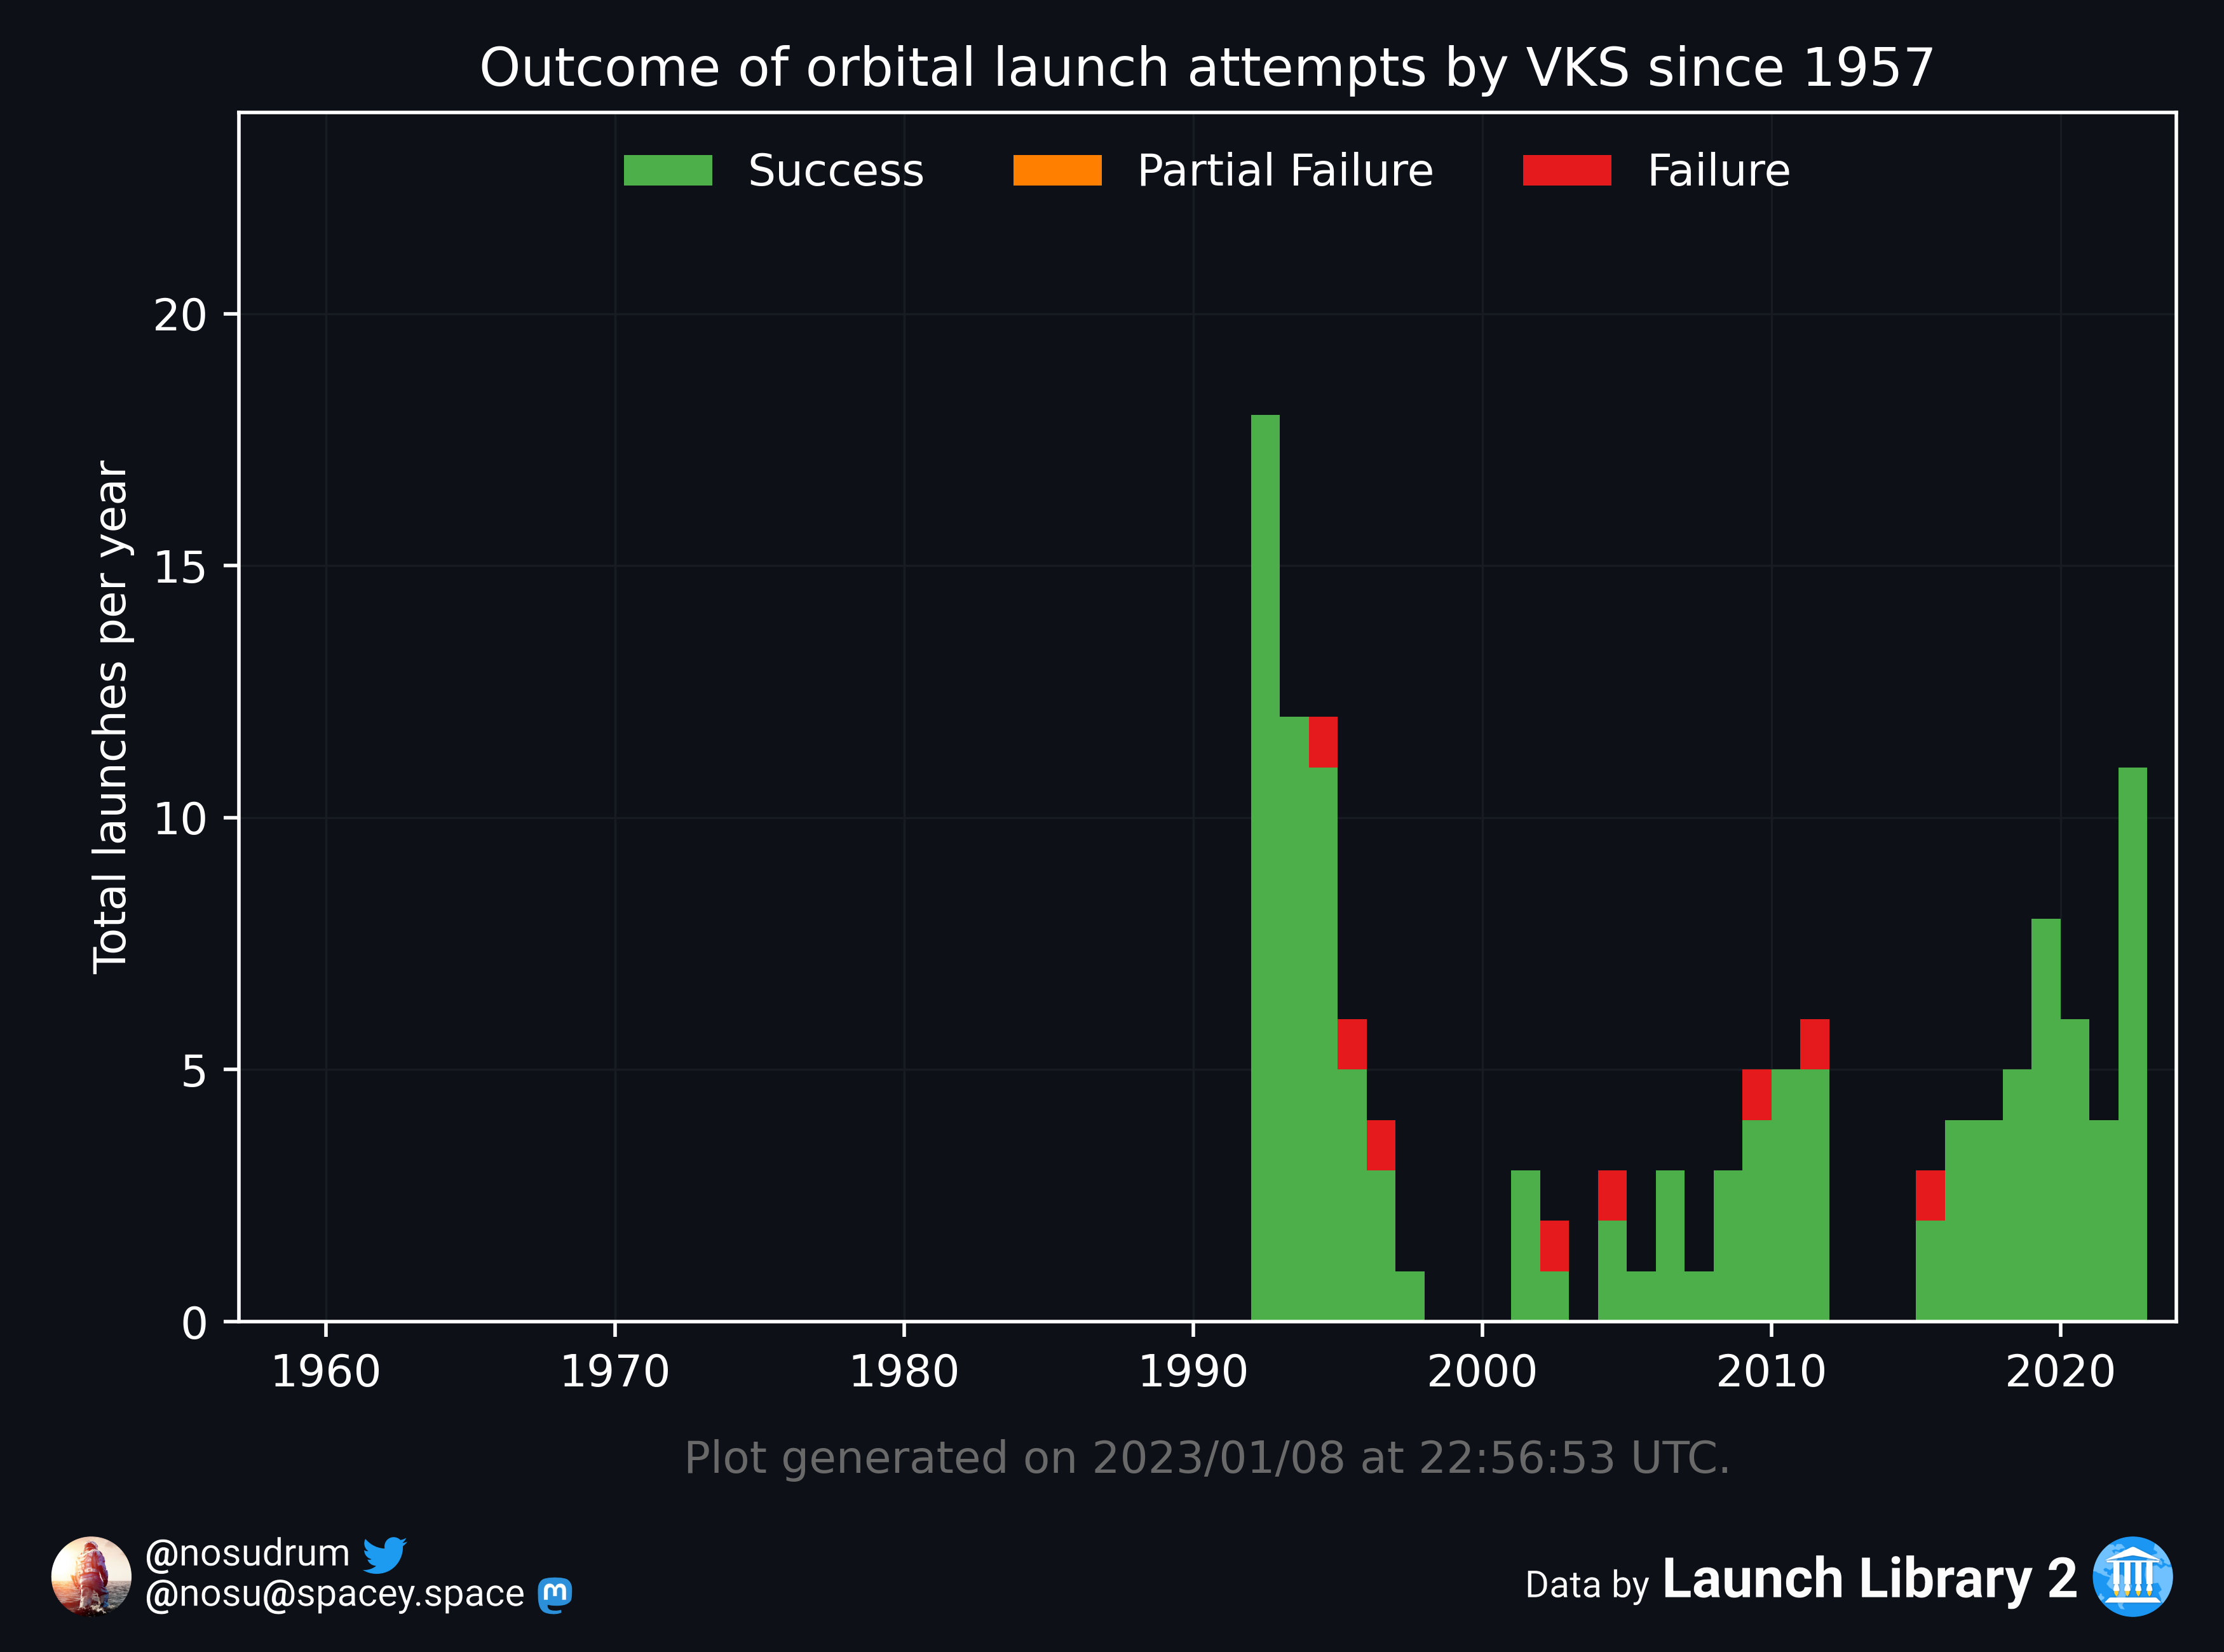 Outcome of orbital launch attempts by VKS since 1957
Success Partial Failure Failure
Total launches per year
20
15
10
5
0
1960 1970 1980 1990 2000 2010 2020
Plot generated on 2023/01/08 at 22:56:53 UTC.
@nosudrum
@nosu@spacey.space
Data by Launch Library 2